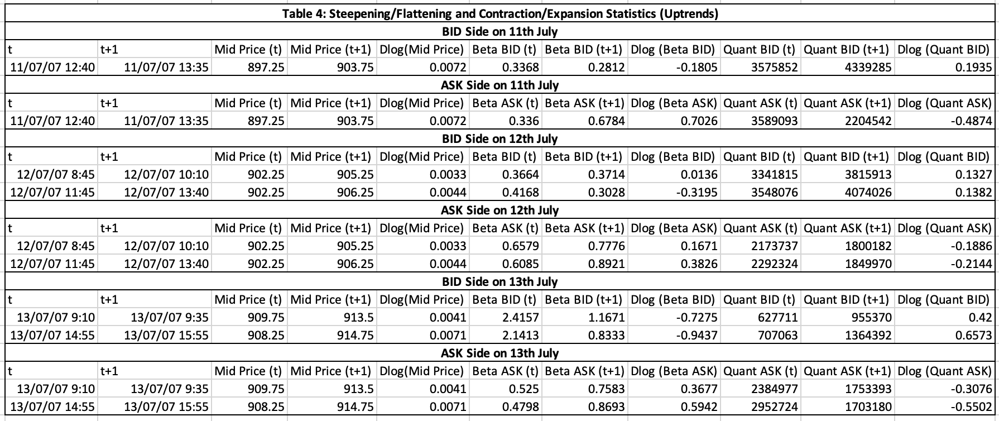 Table 4: Steepening/Flattening and Contraction/Expansion Statistics (Uptrends)
BID Side on 11th July
t t+1 Mid Price (t) Mid Price (t+1) Dlog(Mid Price) Beta BID (t) Beta BID (t+1) Dlog (Beta BID) Quant BID (t) Quant BID (t+1) Dlog (Quant BID)
11/07/07 12:40 11/07/07 13:35 897.25 903.75 0.0072 0.3368 0.2812 -0.1805 3575852 4339285 0.1935
ASK Side on 11th July
t t+1 Mid Price (t) Mid Price (t+1) Dlog(Mid Price) Beta ASK (t) Beta ASK (t+1) Dlog (Beta ASK) Quant ASK (t) Quant ASK (t+1) Dlog (Quant ASK)
11/07/07 12:40 11/07/07 13:35 897.25 903.75 0.0072 0.336 0.6784 0.7026 3589093 2204542 -0.4874
BID Side on 12th July
t t+1 Mid Price (t) Mid Price (t+1) Dlog(Mid Price) Beta BID (t) Beta BID (t+1) Dlog (Beta BID) Quant BID (t) Quant BID (t+1) Dlog (Quant BID)
12/07/07 8:45 12/07/07 10:10 902.25 905.25 0.0033 0.3664 0.3714 0.0136 3341815 3815913 0.1327
12/07/07 11:45 12/07/07 13:40 902.25 906.25 0.0044 0.4168 0.3028 -0.3195 3548076 4074026 0.1382
ASK Side on 12th July
t t+1 Mid Price (t) Mid Price (t+1) Dlog(Mid Price) Beta ASK (t) Beta ASK (t+1) Dlog (Beta ASK) Quant ASK (t) Quant ASK (t+1) Dlog (Quant ASK)
12/07/07 8:45 12/07/07 10:10 902.25 905.25 0.0033 0.6579 0.7776 0.1671 2173737 1800182 -0.1886
12/07/07 11:45 12/07/07 13:40 902.25 906.25 0.0044 0.6085 0.8921 0.3826 2292324 1849970 -0.2144
BID Side on 13th July
t t+1 Mid Price (t) Mid Price (t+1) Dlog(Mid Price) Beta BID (t) Beta BID (t+1) Dlog (Beta BID) Quant BID (t) Quant BID (t+1) Dlog (Quant BID)
13/07/07 9:10 13/07/07 9:35 909.75 913.5 0.0041 2.4157 1.1671 -0.7275 627711 955370 0.42
13/07/07 14:55 13/07/07 15:55 908.25 914.75 0.0071 2.1413 0.8333 -0.9437 707063 1364392 0.6573
ASK Side on 13th July
t t+1 Mid Price (t) Mid Price (t+1) Dlog(Mid Price) Beta ASK (t) Beta ASK (t+1) Dlog (Beta ASK) Quant ASK (t) Quant ASK (t+1) Dlog (Quant ASK)
13/07/07 9:10 13/07/07 9:35 909.75 913.5 0.0041 0.525 0.7583 0.3677 2384977 1753393 -0.3076
13/07/07 14:55 13/07/07 15:55 908.25 914.75 0.0071 0.4798 0.8693 0.5942 2952724 1703180 -0.5502